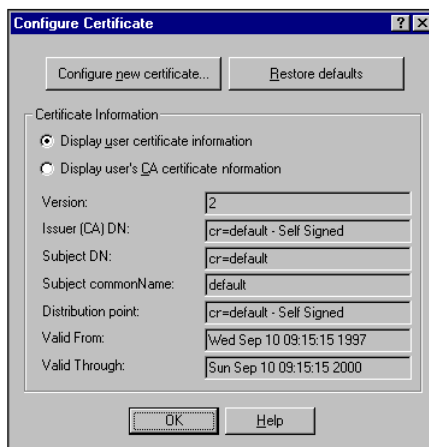 Configure Certificate
Configure new certificate...
Restore defaults
Certificate Information
Display user certificate information
Display user's CA certificate nformation
Version:
2
Issuer (CA) DN:
cr=default - Self Signed
Subject DN:
cr=default
Subject commonName:
default
Distribution point:
cr=default - Self Signed
Valid From:
Wed Sep 10 09:15:15 1997
Valid Through:
Sun Sep 10 09:15:15 2000
OK
Help